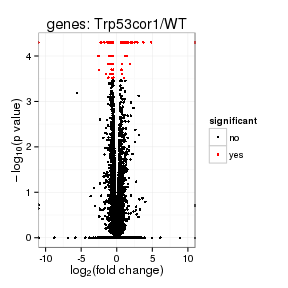 genes: Trp53cor1/WT
4
3
2
1
0
−log10(p value)
-10 -5 0 5 10
log2(fold change)
significant
no
yes